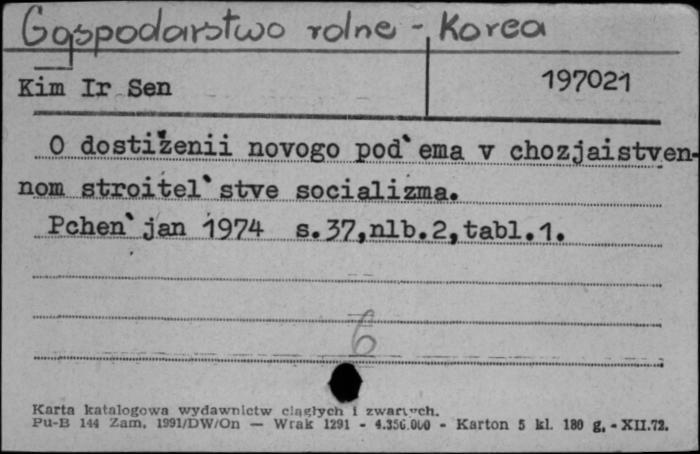 Gospodarstwo rolne - Korea
Kim Ir Sen
197021
O dostiženii novogo pod`ema v chozjaistven-
nom stroitel`stve socializma.
Pchen`jan 1974 s.37,nlb.2,tabl.1.
6
Karta katalogowa wydawnictw ciągłych i zwartych.
Pu-B 144 Zam. 1991/DW/On — Wrak 1291 - 4.356.000 - Karton 5 kl. 180 g. - XII.72.